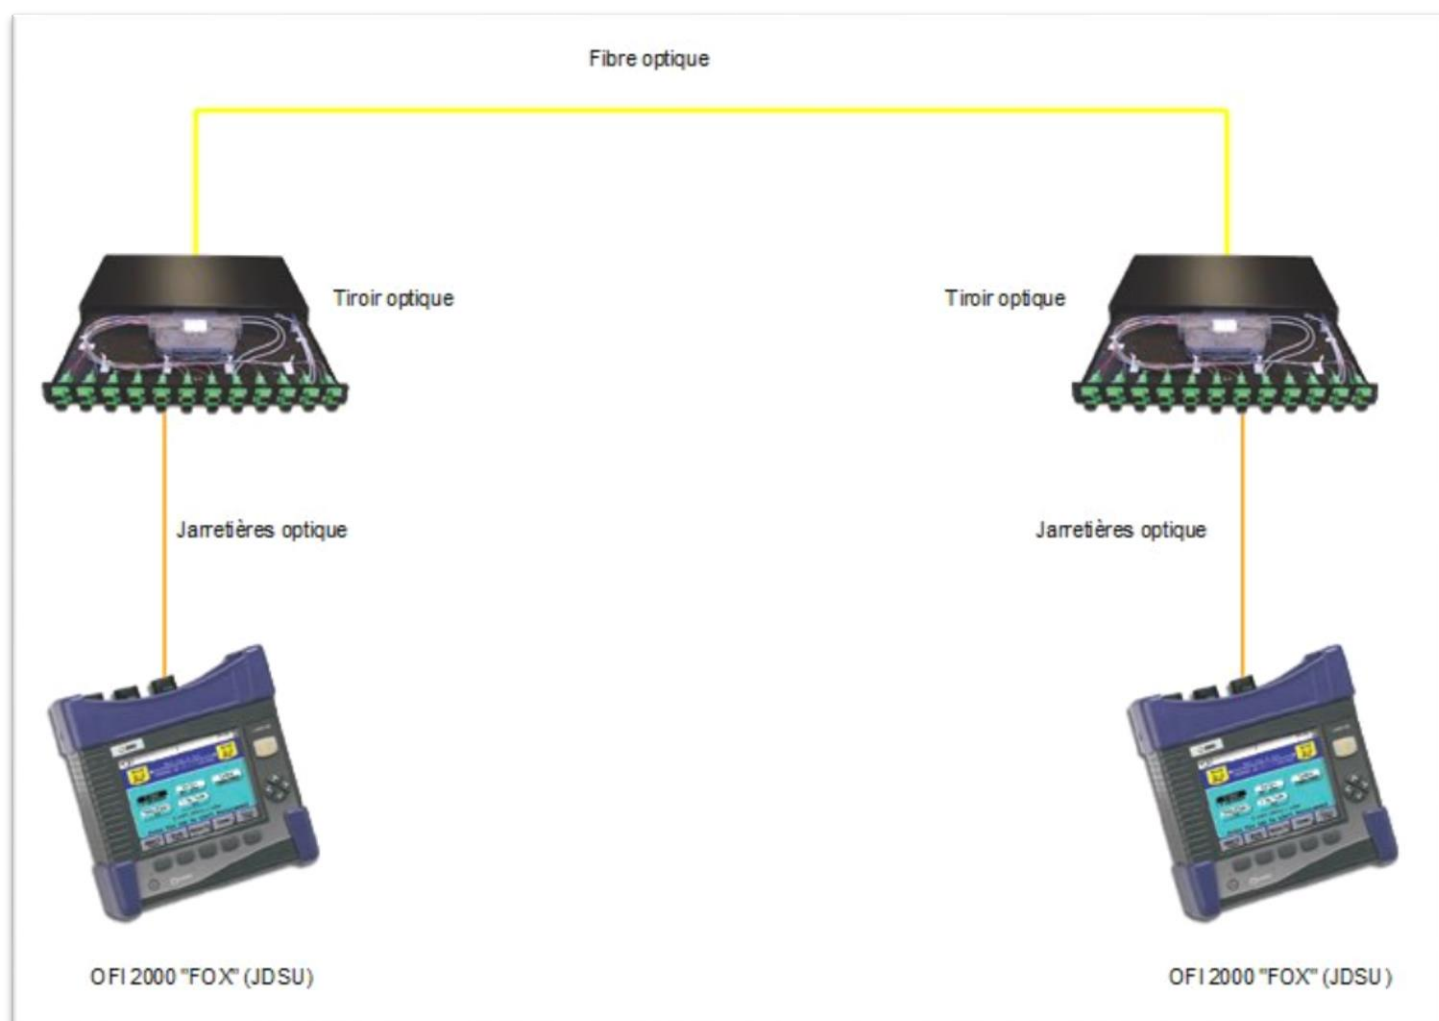 Fibre optique
Tiroir optique
Tiroir optique
Jarretières optique
Jarretières optique
OFI 2000 "FOX" (JDSU)
OFI 2000 "FOX" (JDSU)